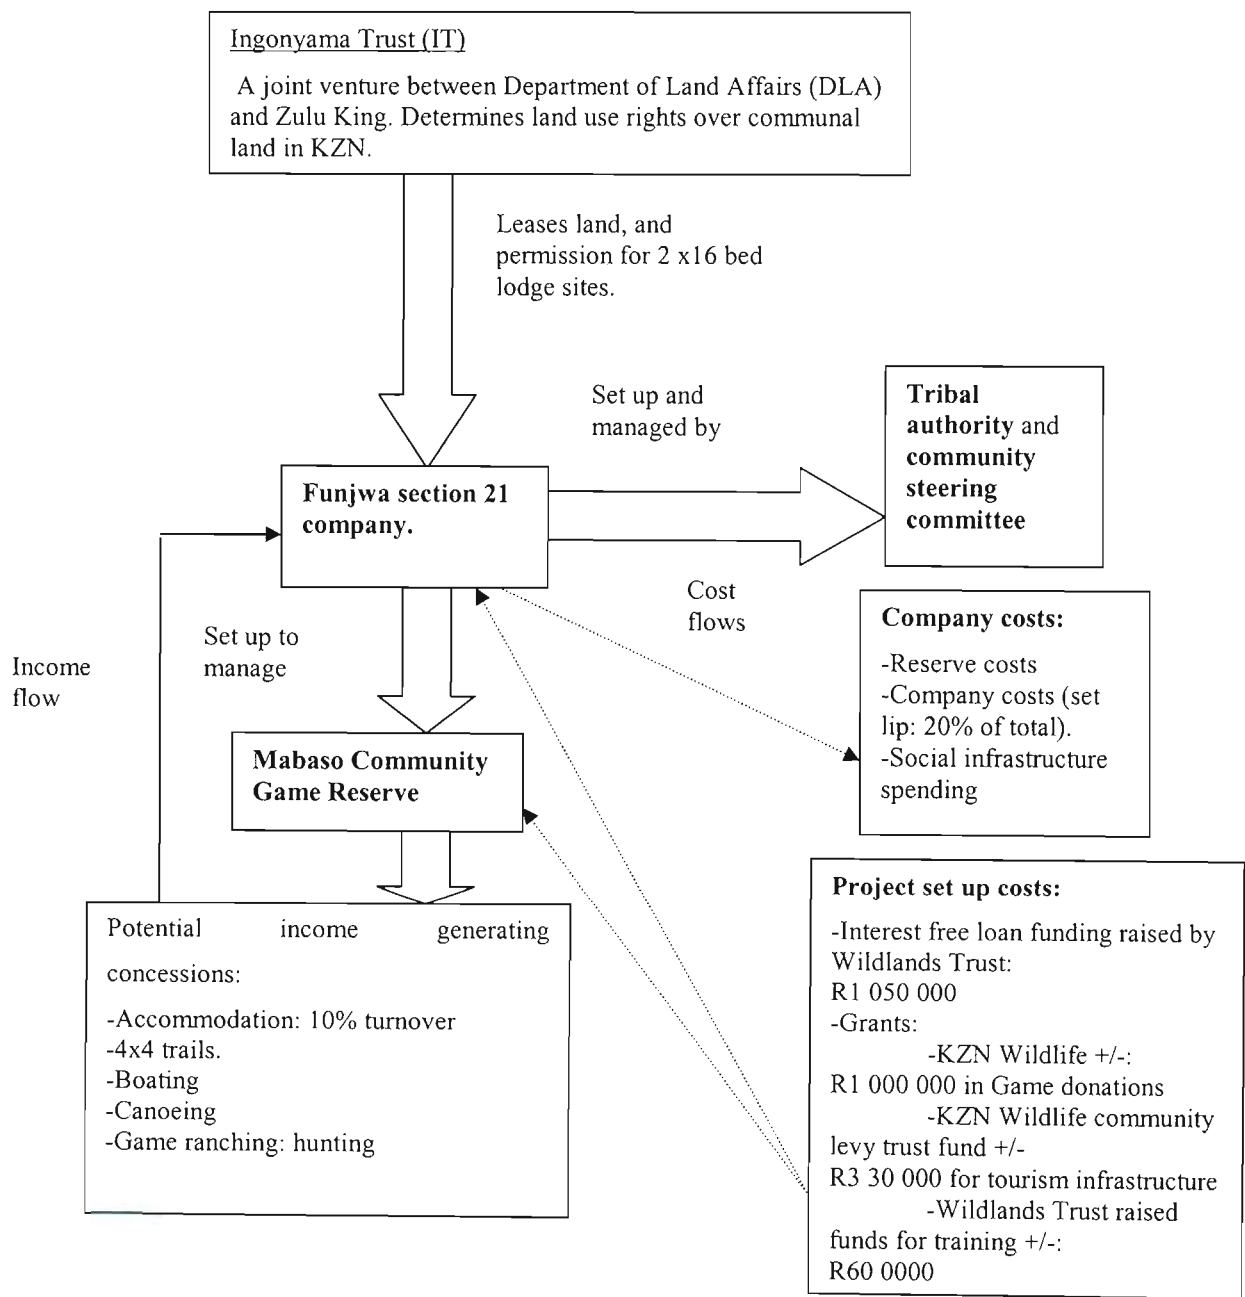 Ingonyama Trust (IT)
A joint venture between Department of Land Affairs (DLA)
and Zulu King. Determines land use rights over communal
land in KZN.
Leases land, and
permission for 2 x16 bed
lodge sites.
Set up and
managed by
Tribal
authority and
community
steering
committee
Funjwa section 21
company.
Cost
flows
Company costs:
-Reserve costs
-Company costs (set
lip: 20% of total).
-Social infrastructure
spending
Set up to
manage
Income
flow
Mabaso Community
Game Reserve
Potential income generating
concessions:
-Accommodation: 10% turnover
-4x4 trails.
-Boating
-Canoeing
-Game ranching: hunting
Project set up costs:
-Interest free loan funding raised by
Wildlands Trust:
R1 050 000
-Grants:
-KZN Wildlife +/-:
R1 000 000 in Game donations
-KZN Wildlife community
levy trust fund +/-
R3 30 000 for tourism infrastructure
-Wildlands Trust raised
funds for training +/-:
R60 0000